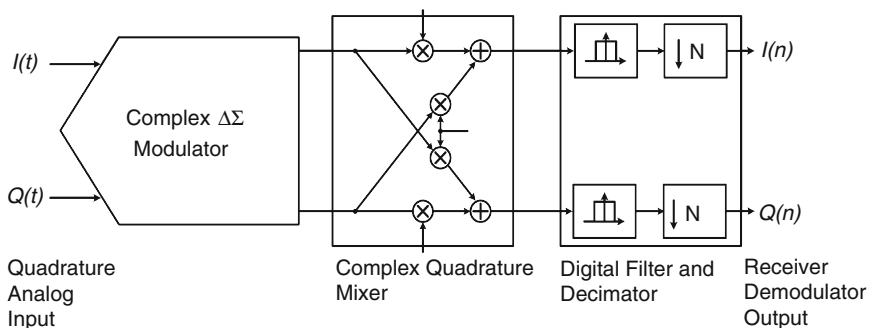 I(t)
Q(t)
Complex ΔΣ
Modulator
N
I(n)
N
Q(n)
Quadrature
Analog
Input
Complex Quadrature
Mixer
Digital Filter and
Decimator
Receiver
Demodulator
Output